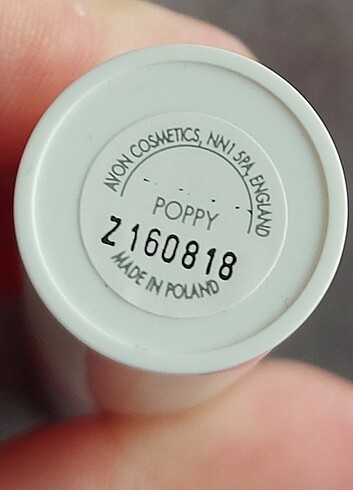 AVON COSMETICS, NN1 5PA, ENGLAND
POPPY
Z160818
MADE IN POLAND